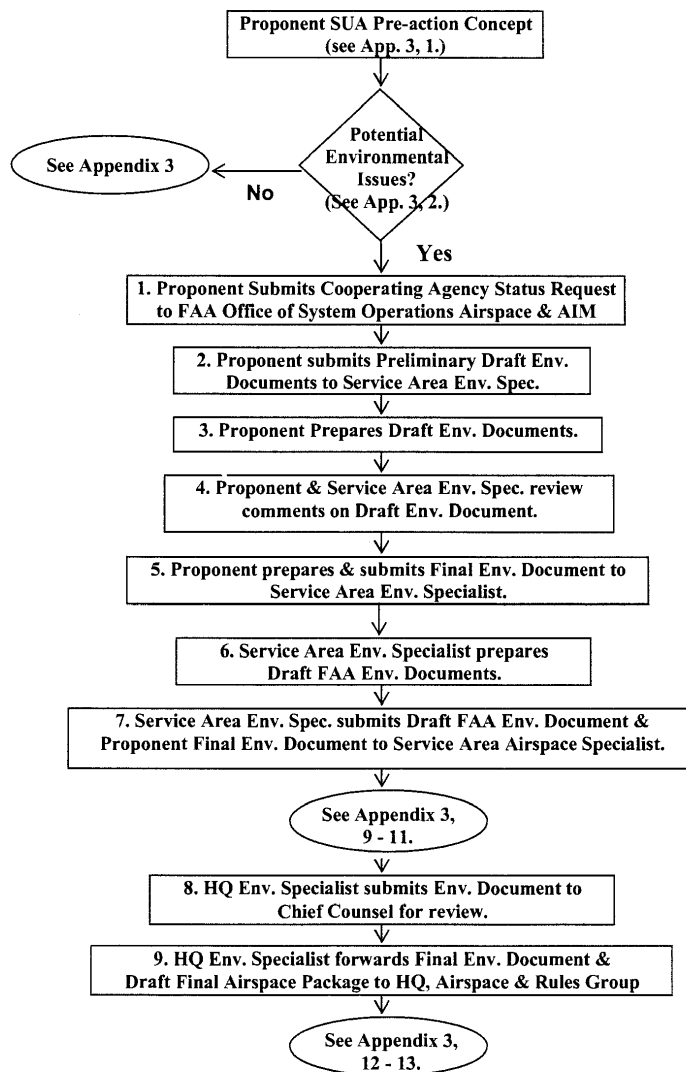 Proponent SUA Pre-action Concept
(see App. 3, 1.)
Potential
Environmental
Issues?
(See App. 3, 2.)
See Appendix 3
No
Yes
1. Proponent Submits Cooperating Agency Status Request
to FAA Office of System Operations Airspace & AIM
2. Proponent submits Preliminary Draft Env.
Documents to Service Area Env. Spec.
3. Proponent Prepares Draft Env. Documents.
4. Proponent & Service Area Env. Spec. review
comments on Draft Env. Document.
5. Proponent prepares & submits Final Env. Document to
Service Area Env. Specialist.
6. Service Area Env. Specialist prepares
Draft FAA Env. Documents.
7. Service Area Env. Spec. submits Draft FAA Env. Document &
Proponent Final Env. Document to Service Area Airspace Specialist.
See Appendix 3,
9 - 11.
8. HQ Env. Specialist submits Env. Document to
Chief Counsel for review.
9. HQ Env. Specialist forwards Final Env. Document &
Draft Final Airspace Package to HQ, Airspace & Rules Group
See Appendix 3,
12 - 13.